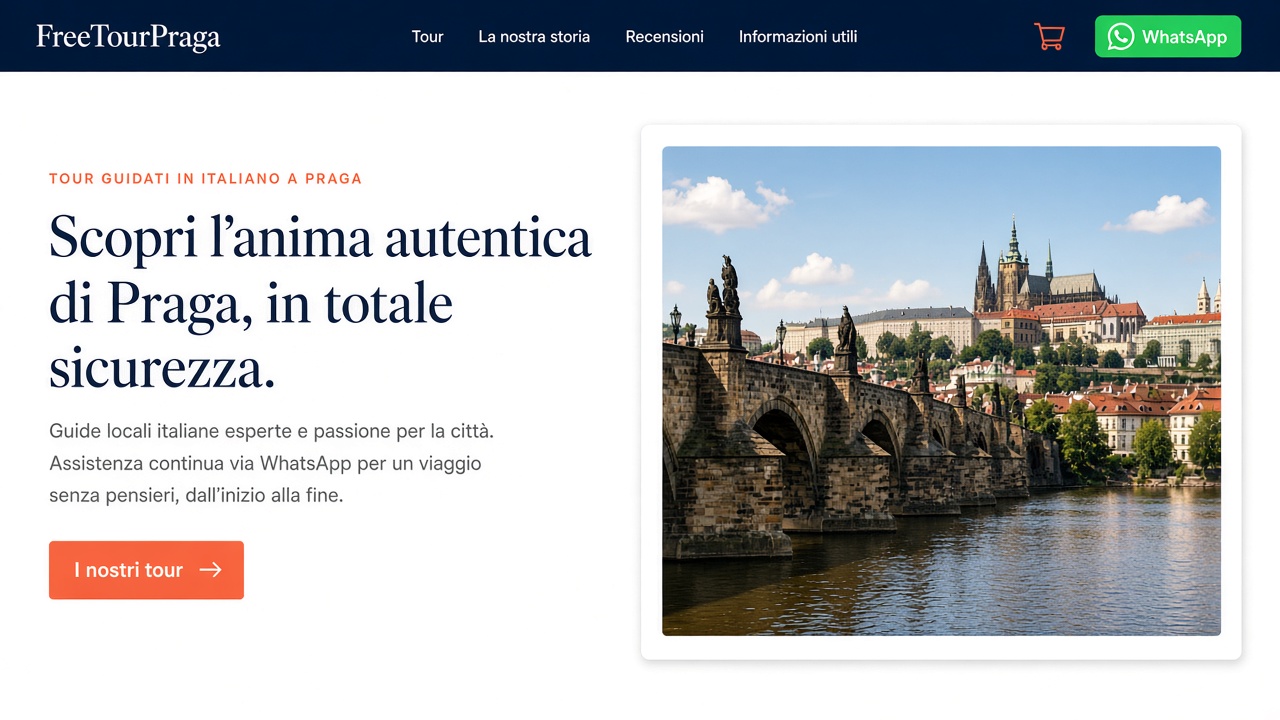 FreeTourPraga
Tour
La nostra storia
Recensioni
Informazioni utili
WhatsApp
TOUR GUIDATI IN ITALIANO A PRAGA
Scopri l’anima autentica
di Praga, in totale
sicurezza.
Guide locali italiane esperte e passione per la città.
Assistenza continua via WhatsApp per un viaggio
senza pensieri, dall’inizio alla fine.
I nostri tour